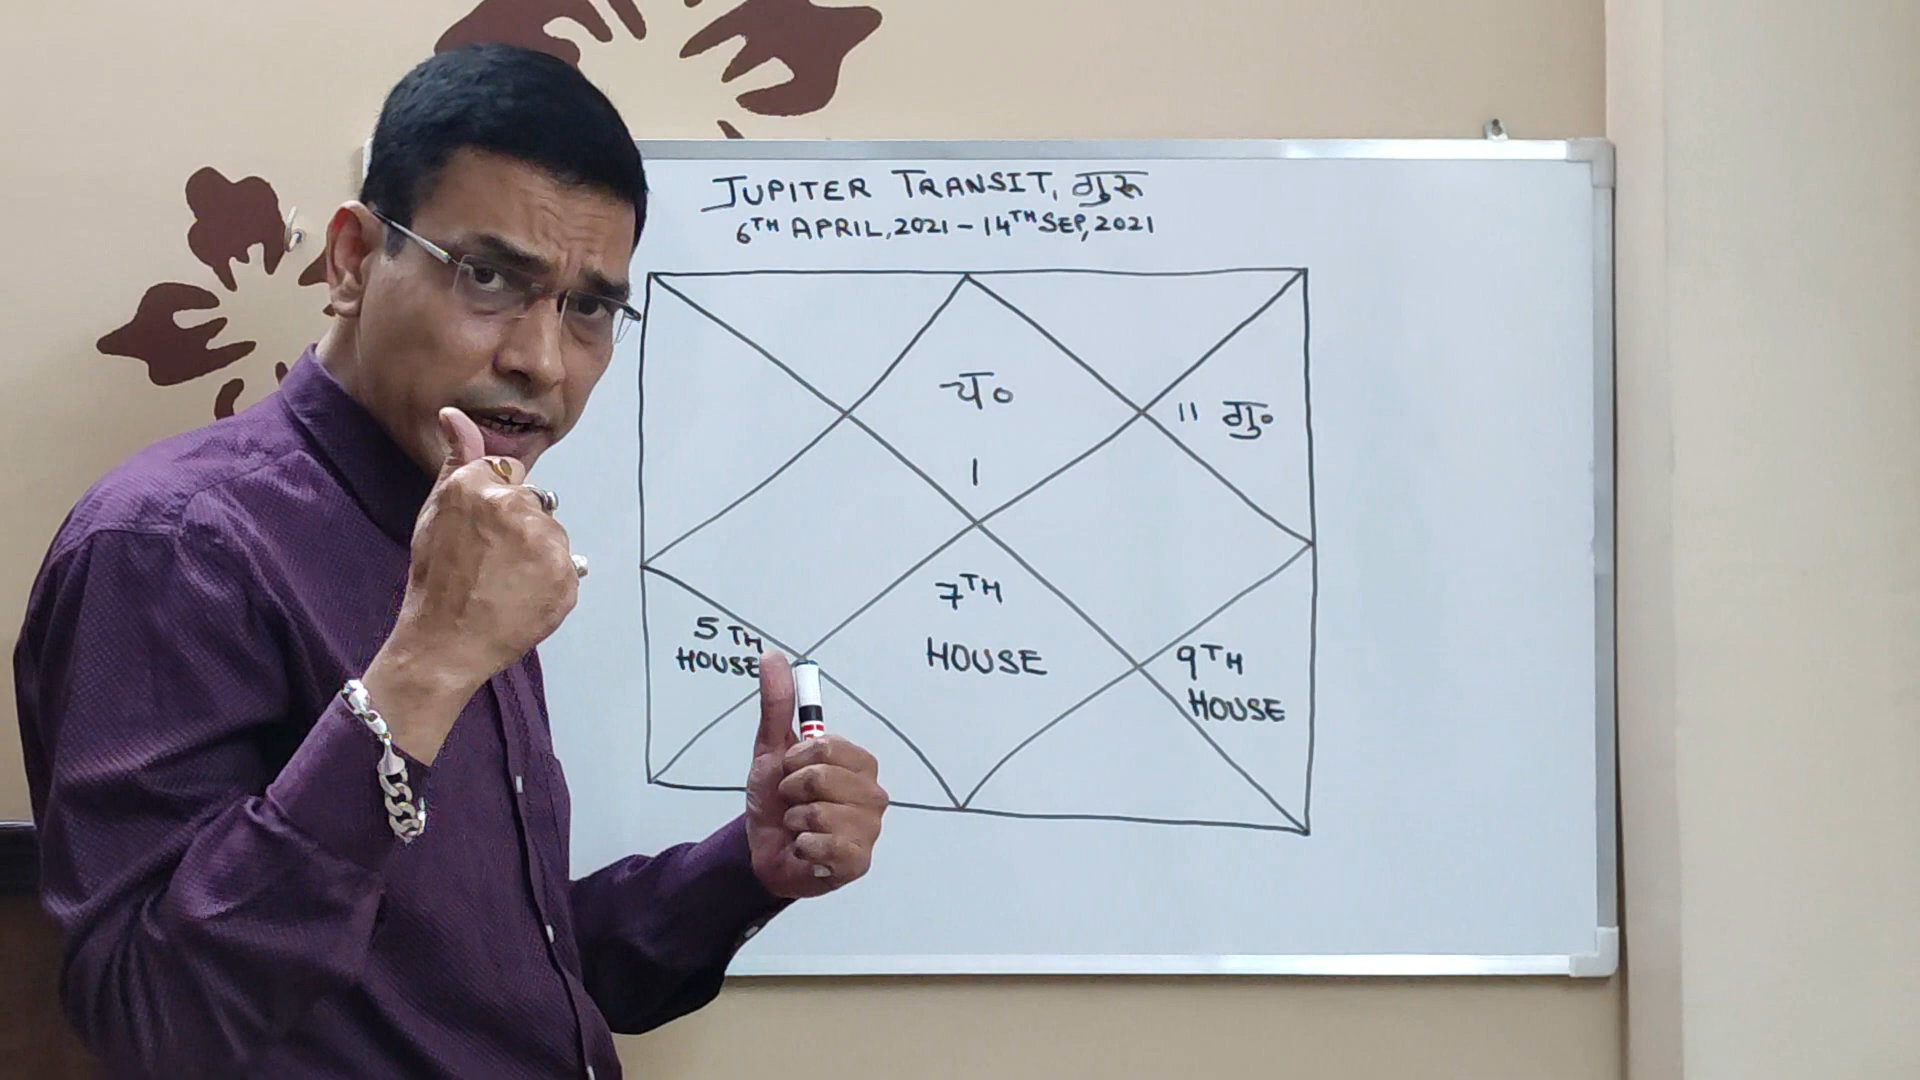 JUPITER TRANSIT, गुरू
6TH APRIL, 2021 - 14TH SEP, 2021
चं०
11 गु०
1
7TH
HOUSE
5TH
HOUSE
9TH
HOUSE